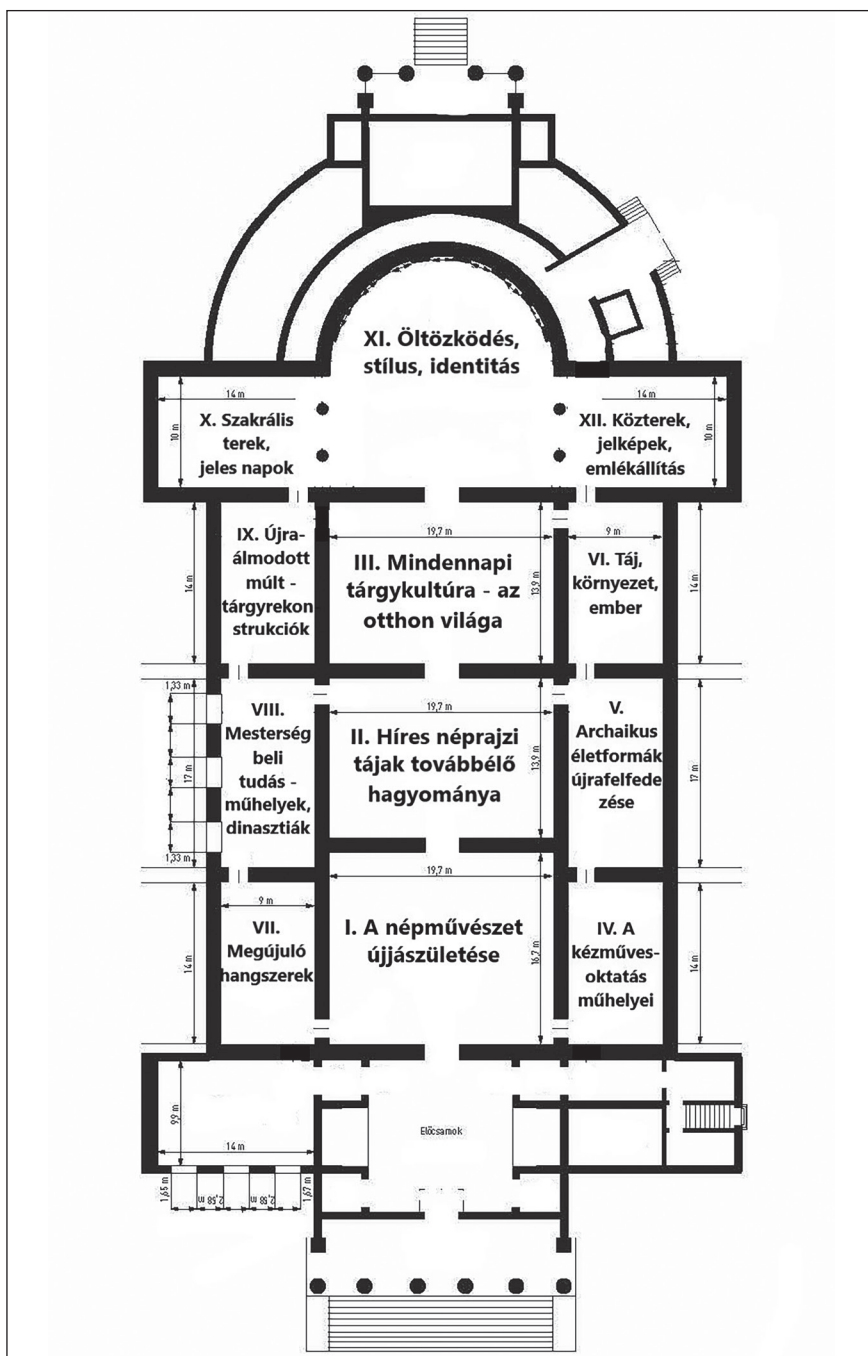 XI. Öltözködés,
stílus, identitás
14 m
10 m
X. Szakrális
terek,
jeles napok
14 m
10 m
XII. Közterek,
jelképek,
emlékállítás
14 m
IX. Újra-
álmodott
múlt -
tárgyrekon
strukciók
19,7 m
13,9 m
III. Mindennapi
tárgykultúra - az
otthon világa
9 m
VI. Táj,
környezet,
ember
14 m
1,33 m
17 m
1,33 m
VIII.
Mesterség
beli
tudás -
műhelyek,
dinasztiák
19,7 m
13,9 m
II. Híres néprajzi
tájak továbbélő
hagyománya
V.
Archaikus
életformák
újrafelfede
zése
17 m
14 m
9 m
VII.
Megújuló
hangszerek
19,7 m
16,7 m
I. A népművészet
újjászületése
IV. A
kézműves-
oktatás
műhelyei
14 m
9,9 m
14 m
Előcsarnok
1,65 m
2,58 m
2,58 m
1,67 m